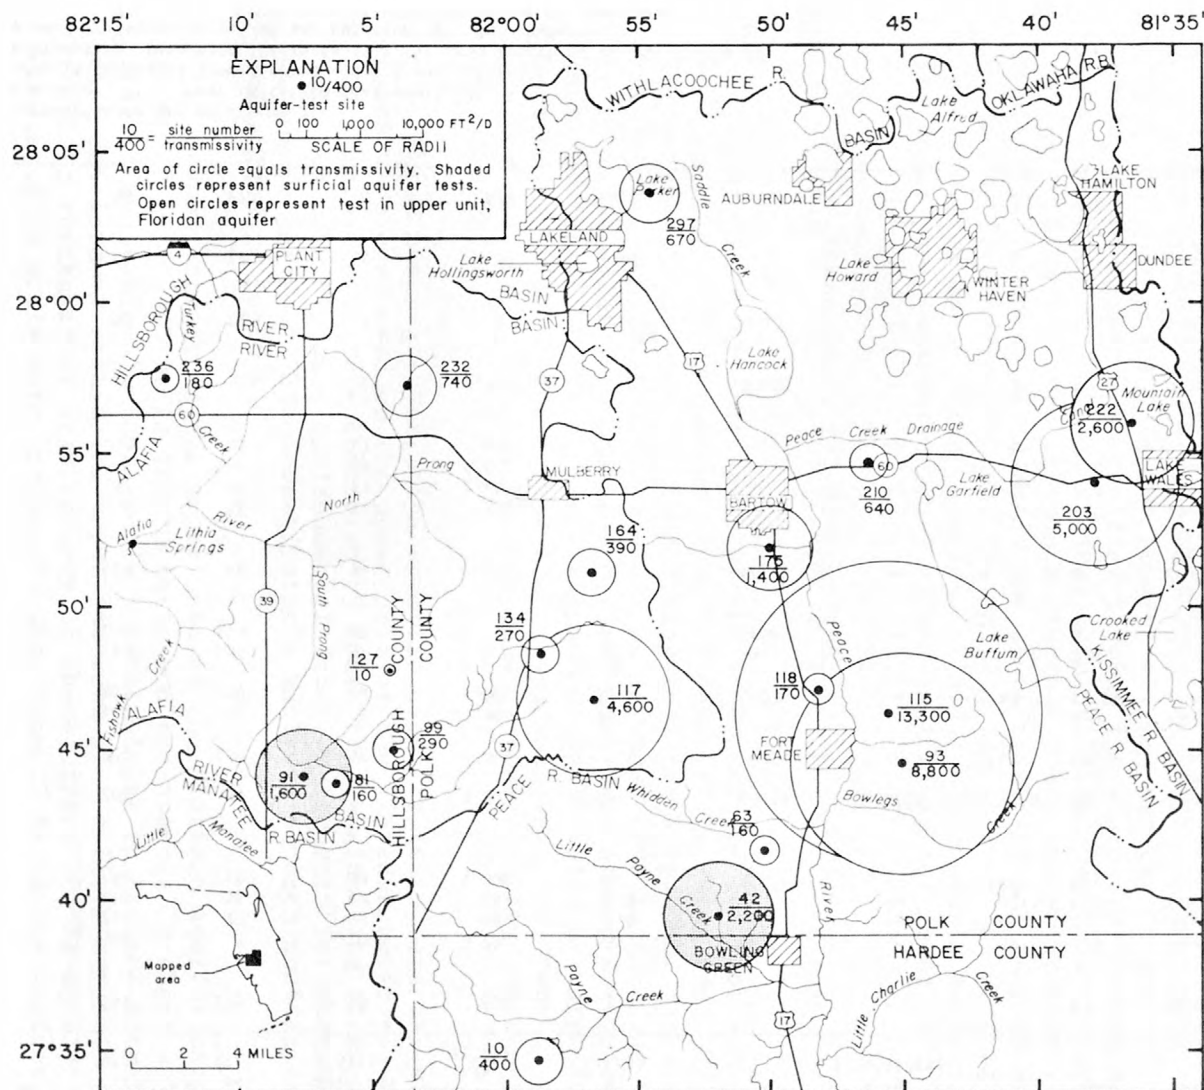 82°15' 10' 5' 82°00' 55' 50' 45' 40' 81°35'
EXPLANATION
10/400
Aquifer-test site
10/400 = site number/transmissivity
0 100 1,000 10,000 FT²/D
SCALE OF RADII
Area of circle equals transmissivity. Shaded
circles represent surficial aquifer tests.
Open circles represent test in upper unit,
Floridan aquifer
WITHLACOOCHEE R.
BASIN
OKLAWAHA R.B.
Lake
Alfred
28°05'
Lake
Parker
Saddle
Creek
297
670
AUBURNDALE
LAKE
HAMILTON
LAKELAND
Lake
Hollingsworth
Lake
Howard
WINTER
HAVEN
DUNDEE
4
PLANT
CITY
28°00'
HILLSBOROUGH
RIVER
BASIN
ALAFIA
RIVER
BASIN
Turkey
Creek
Lake
Hancock
17
236
180
232
740
37
27
Mountain
Lake
222
2,600
60
Canal
55'
Peace Creek Drainage
Prong
North
MULBERRY
BARTOW
60
210
640
Lake
Garfield
LAKE
WALES
203
5,000
Alafia
River
Lithia
Springs
164
390
175
1,400
South Prong
39
50'
COUNTY
COUNTY
134
270
Peace
Lake
Buffum
Crooked
Lake
127
10
117
4,600
118
170
115
13,300
Fishhawk
Creek
ALAFIA
RIVER
BASIN
MANATEE
R. BASIN
KISSIMMEE R BASIN
PEACE R BASIN
45'
99
290
37
FORT
MEADE
93
8,800
91
1,600
81
160
HILLSBOROUGH
POLK
PEACE
R. BASIN
Whidden
Creek
Bowlegs
Creek
63
160
Little
Manatee
Little
Payne
Creek
42
2,200
River
40'
POLK COUNTY
HARDEE COUNTY
BOWLING
GREEN
Mapped
area
Payne
Creek
Little Charlie
Creek
17
27°35'
0 2 4 MILES
10
400